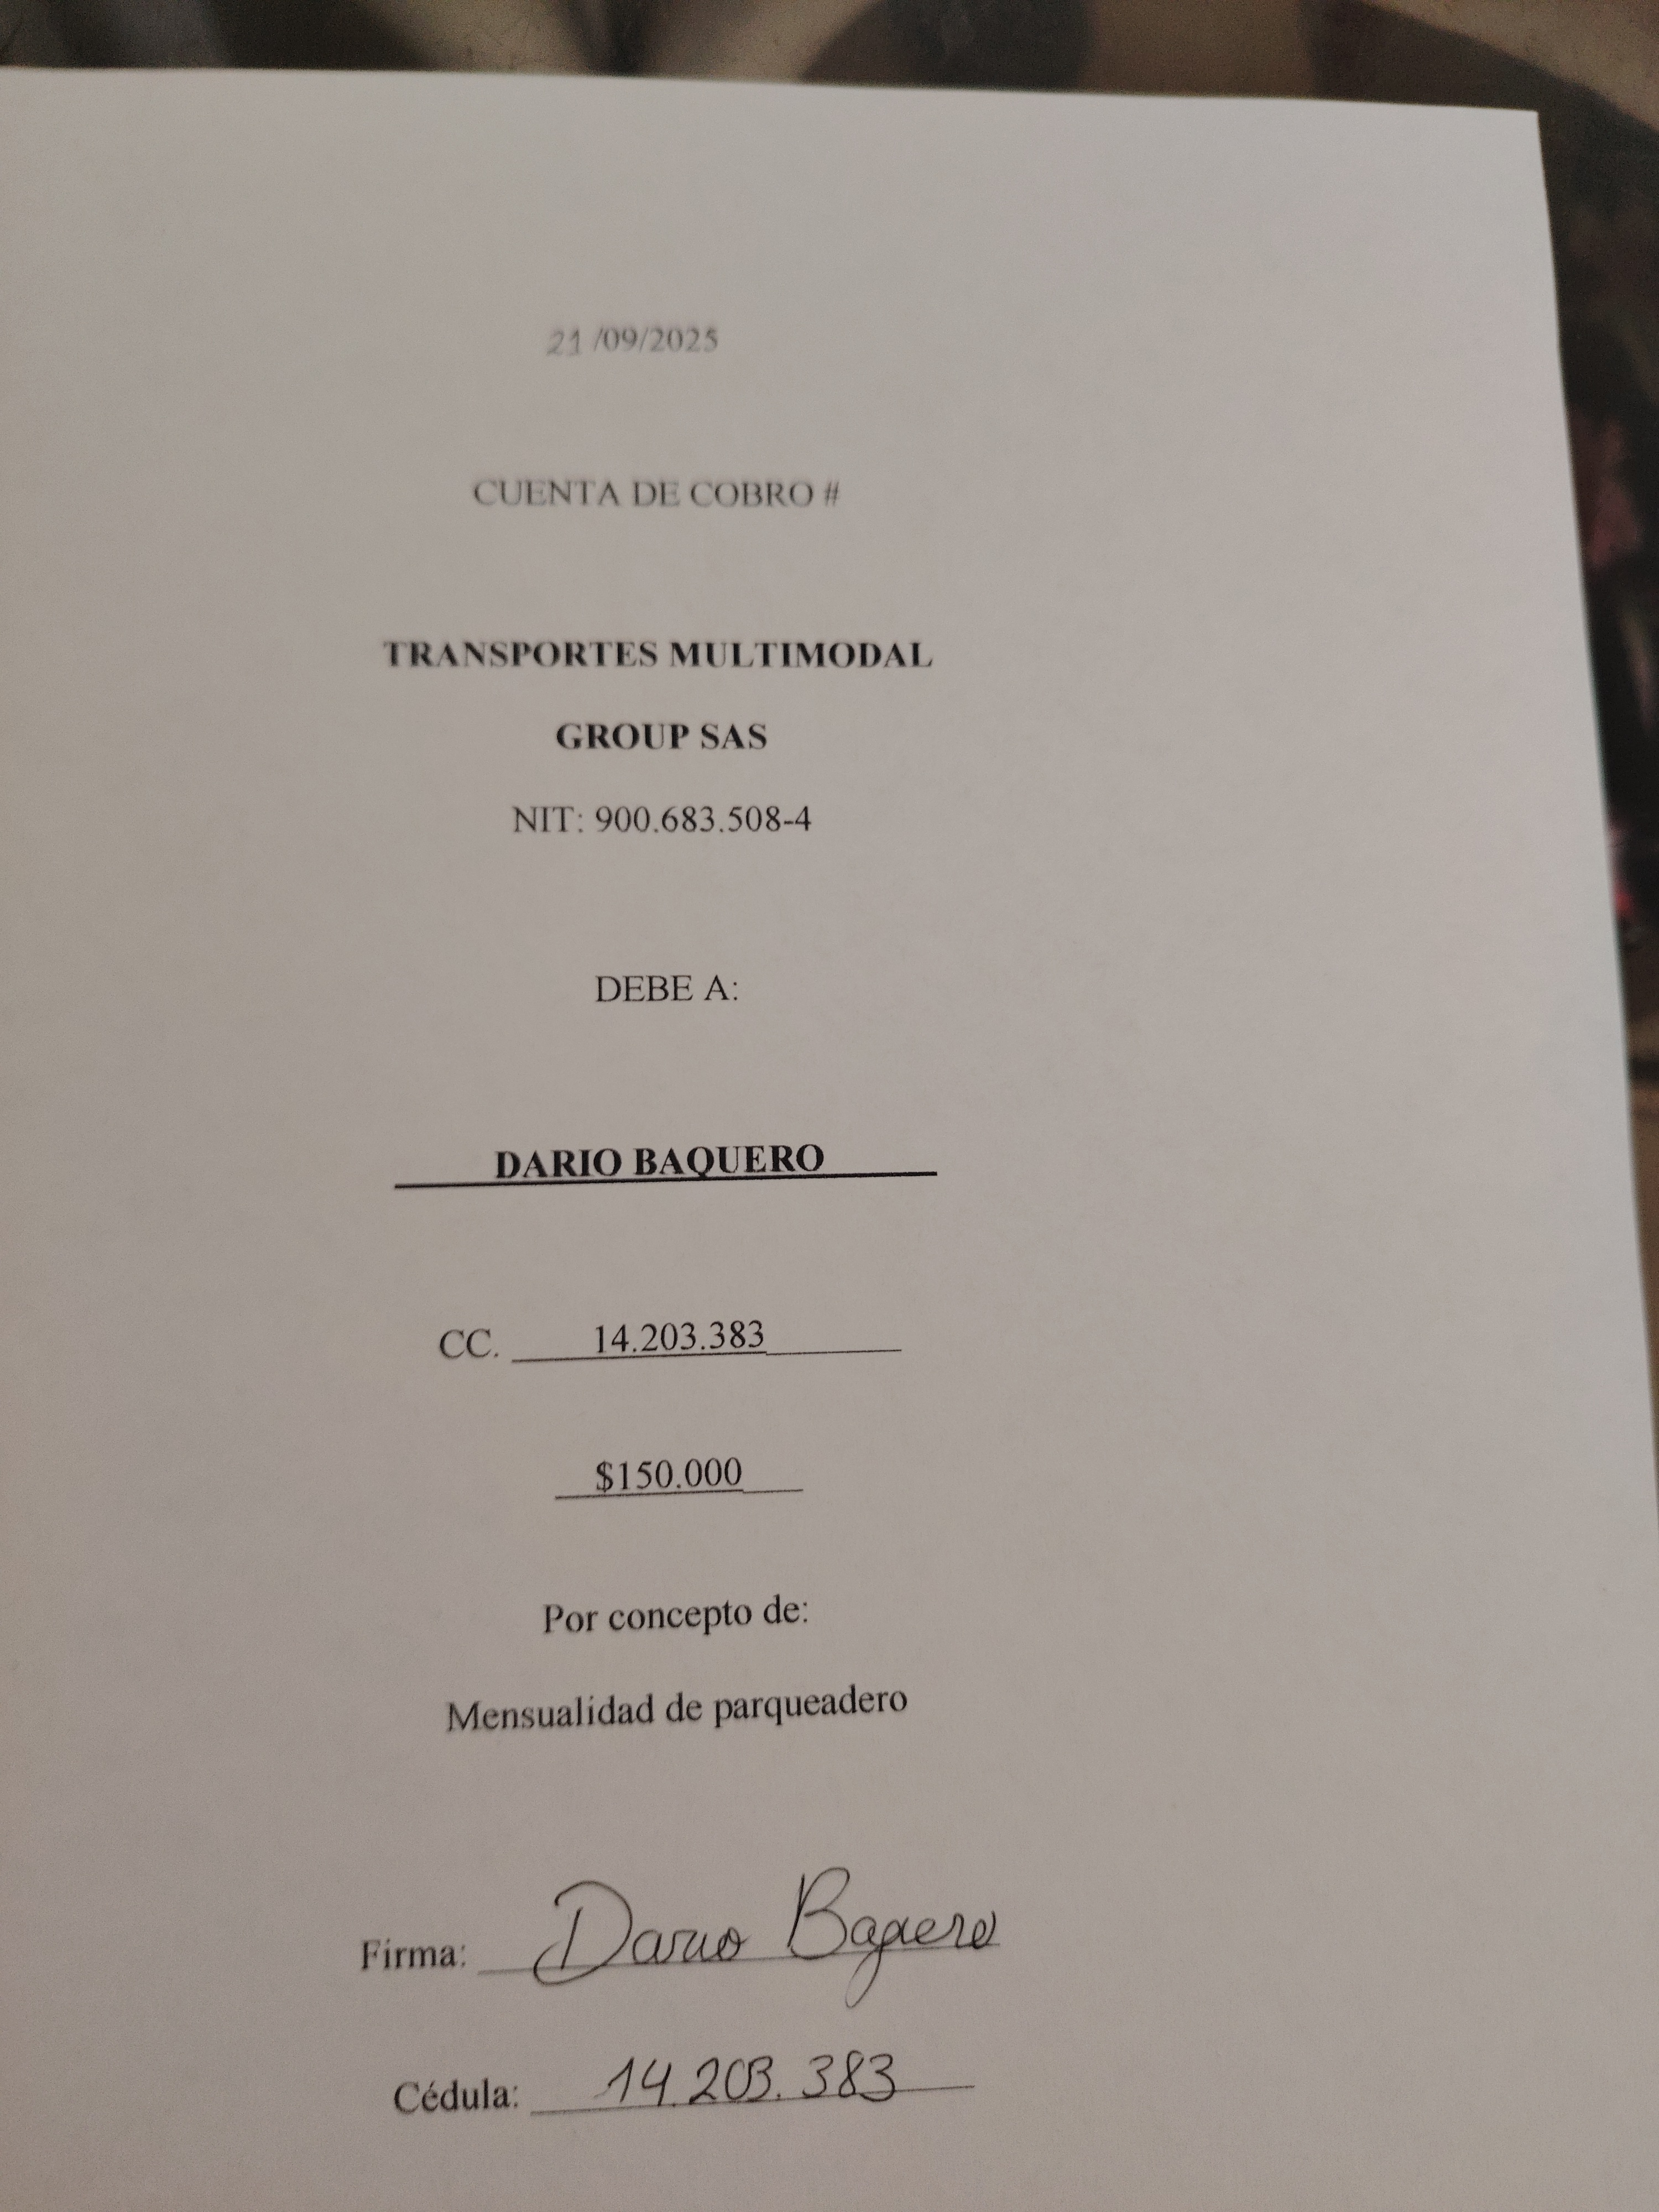 21/09/2025
CUENTA DE COBRO #
TRANSPORTES MULTIMODAL
GROUP SAS
NIT: 900.683.508-4
DEBE A:
DARIO BAQUERO
CC. 14.203.383
$150.000
Por concepto de:
Mensualidad de parqueadero
Firma: Dario Baquero
Cédula: 14.203.383